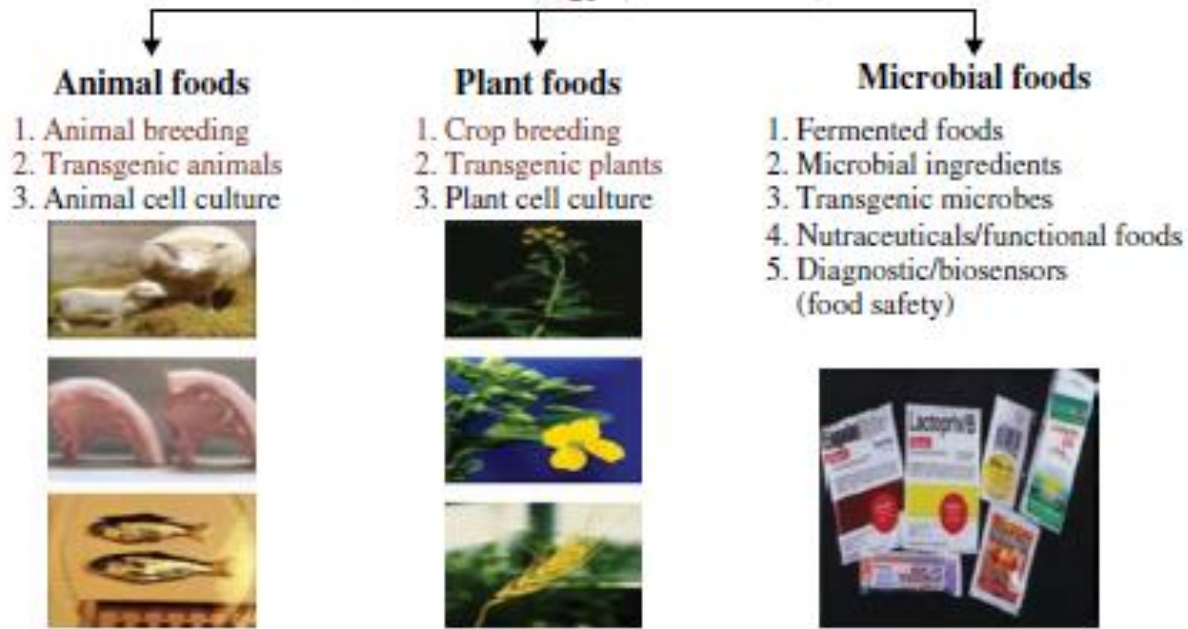 Animal foods
1. Animal breeding
2. Transgenic animals
3. Animal cell culture
Plant foods
1. Crop breeding
2. Transgenic plants
3. Plant cell culture
Microbial foods
1. Fermented foods
2. Microbial ingredients
3. Transgenic microbes
4. Nutraceuticals/functional foods
5. Diagnostic/biosensors
(food safety)